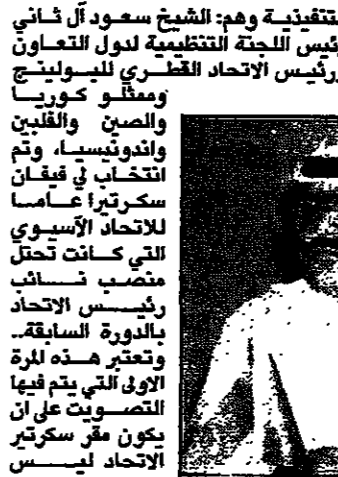 التنفيذية وهم: الشيخ سعود آل ثاني
رئيس اللجنة التنظيمية لدول التعاون
ورئيس الاتحاد القطري للبولينج
وممثلو كوريا
والصين والفلبين
واندونيسيا، وتم
انتخاب لي فيفان
سكرتيرا عاما
للاتحاد الآسيوي
التي كانت تحتل
منصب نائب
رئيس الاتحاد
بالدورة السابقة..
وتعتبر هذه المرة
الاولى التي يتم فيها
التصويت على ان
يكون مقر سكرتير
الاتحاد ليس